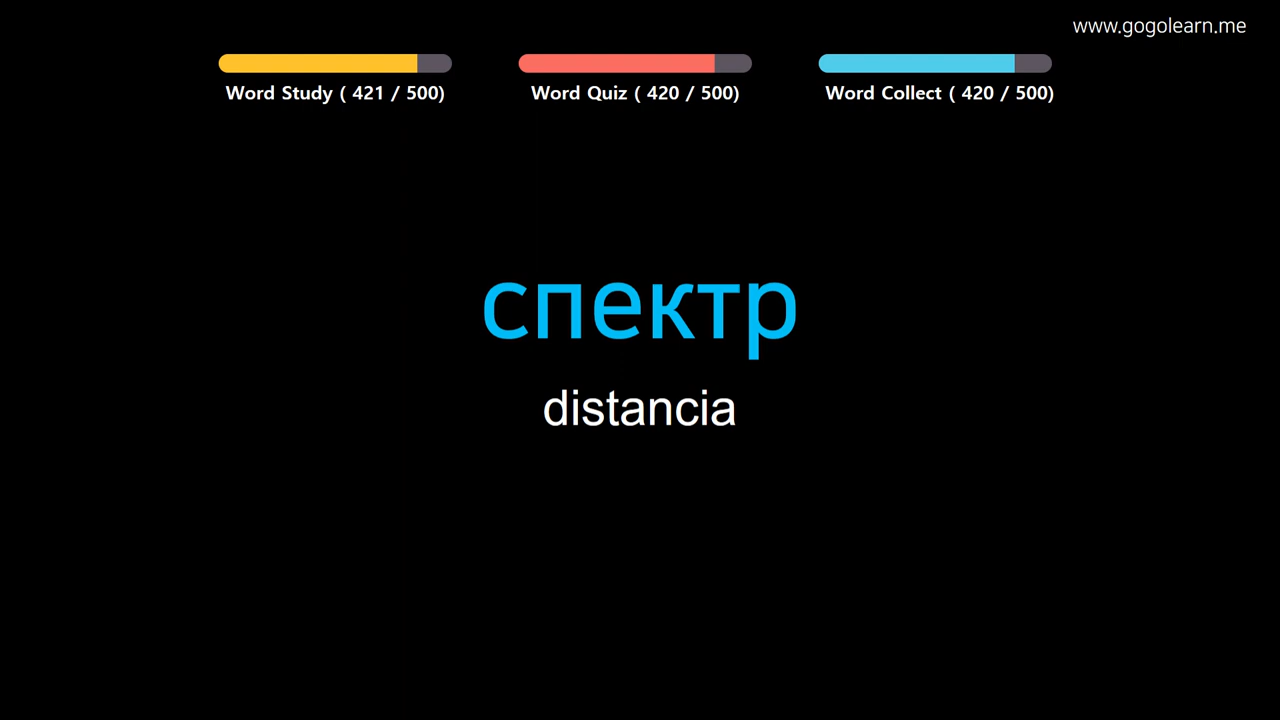 www.gogolearn.me
Word Study ( 421 / 500)
Word Quiz ( 420 / 500)
Word Collect ( 420 / 500)
спектр
distancia